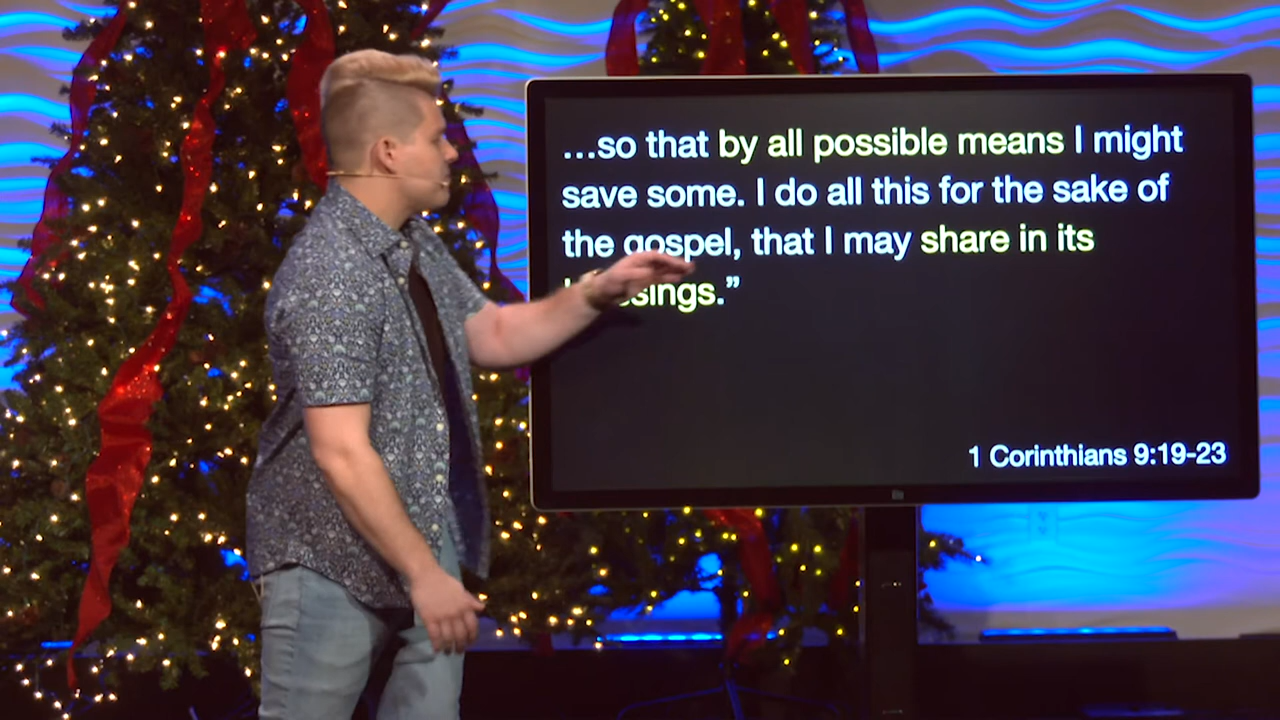 …so that by all possible means I might
save some. I do all this for the sake of
the gospel, that I may share in its
blessings.”
1 Corinthians 9:19-23